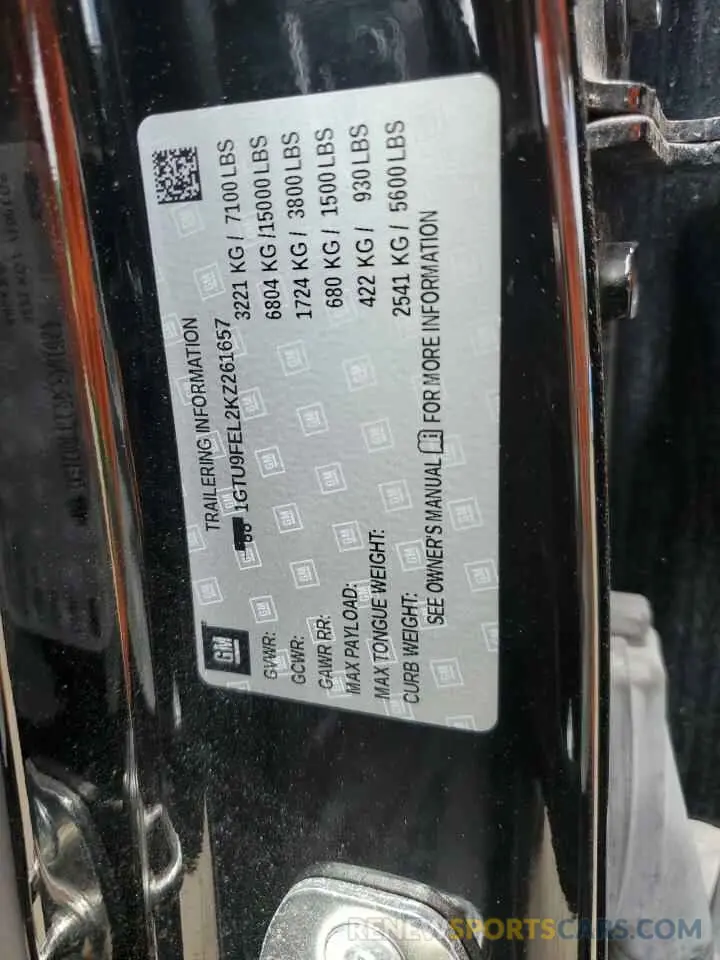 TRAILERING INFORMATION
1GTU9FEL2KZ261657
GM
GVWR: 3221 KG / 7100 LBS
GCWR: 6804 KG /15000 LBS
GAWR RR: 1724 KG / 3800 LBS
MAX PAYLOAD: 680 KG / 1500 LBS
MAX TONGUE WEIGHT: 422 KG / 930 LBS
CURB WEIGHT: 2541 KG / 5600 LBS
SEE OWNER'S MANUAL FOR MORE INFORMATION
RENEWSPORTSCARS.COM